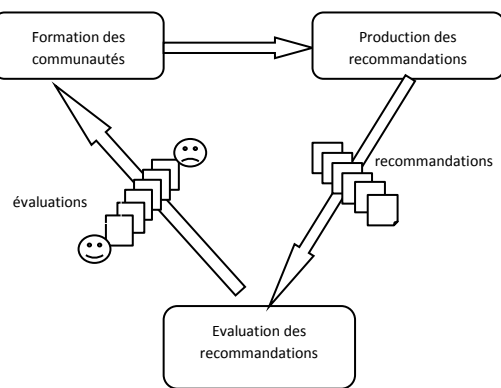 Formation des
communautés
Production des
recommandations
évaluations
recommandations
Evaluation des
recommandations